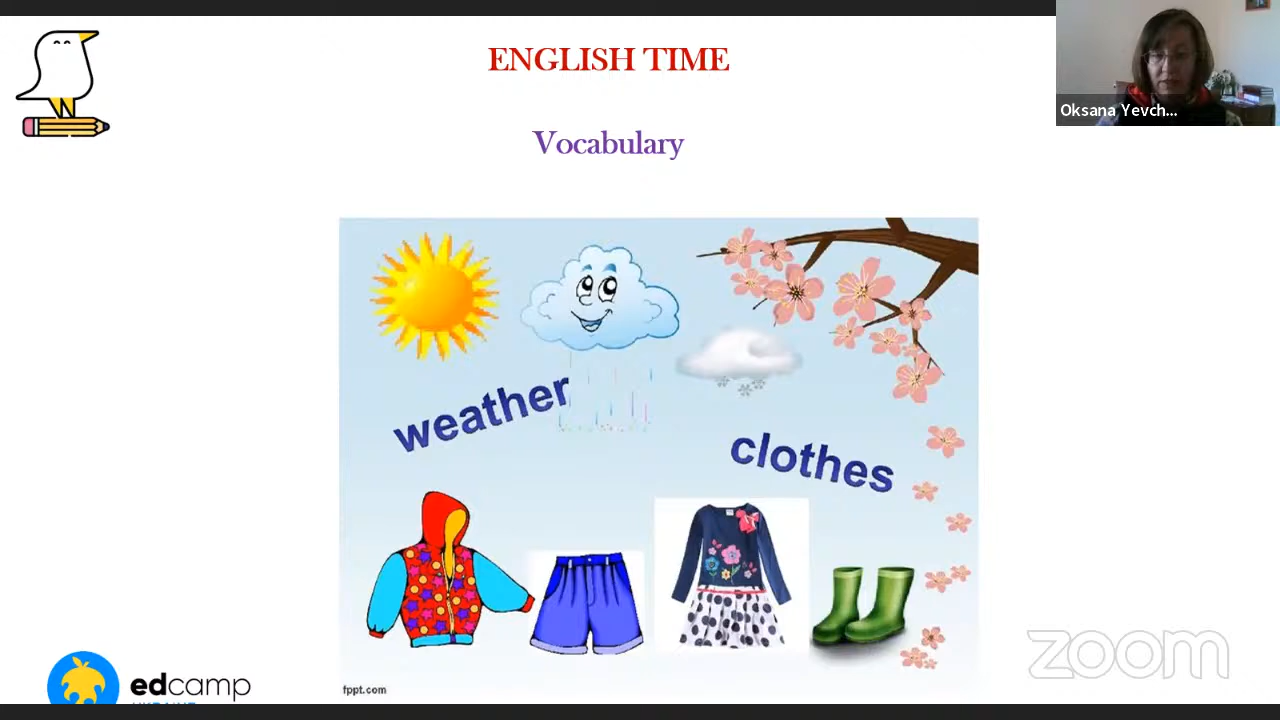 ENGLISH TIME
Oksana Yevch...
Vocabulary
weather
clothes
fppt.com
edcamp
zoom